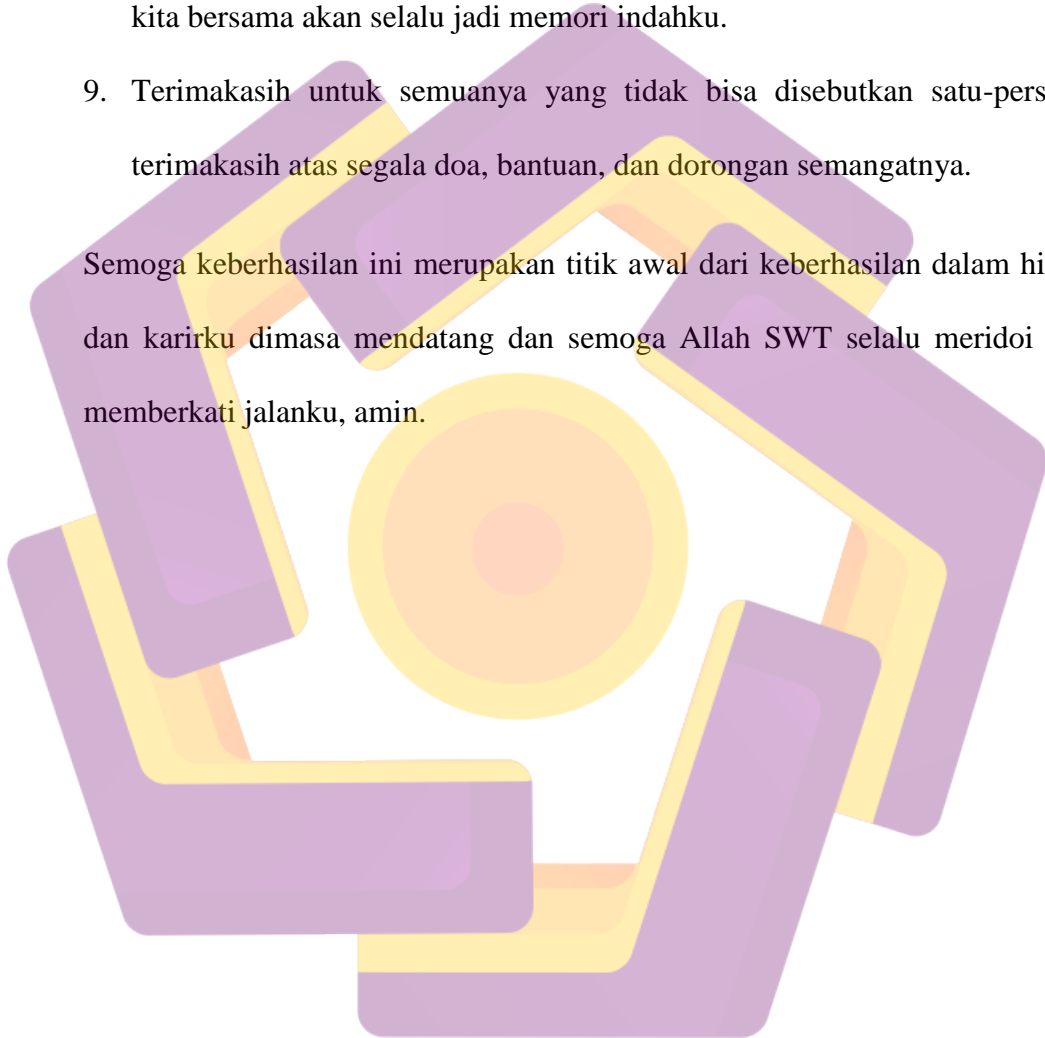 kita bersama akan selalu jadi memori indahku.
9. Terimakasih untuk semuanya yang tidak bisa disebutkan satu-pers
terimakasih atas segala doa, bantuan, dan dorongan semangatnya.
Semoga keberhasilan ini merupakan titik awal dari keberhasilan dalam hi
dan karirku dimasa mendatang dan semoga Allah SWT selalu meridoi
memberkati jalanku, amin.